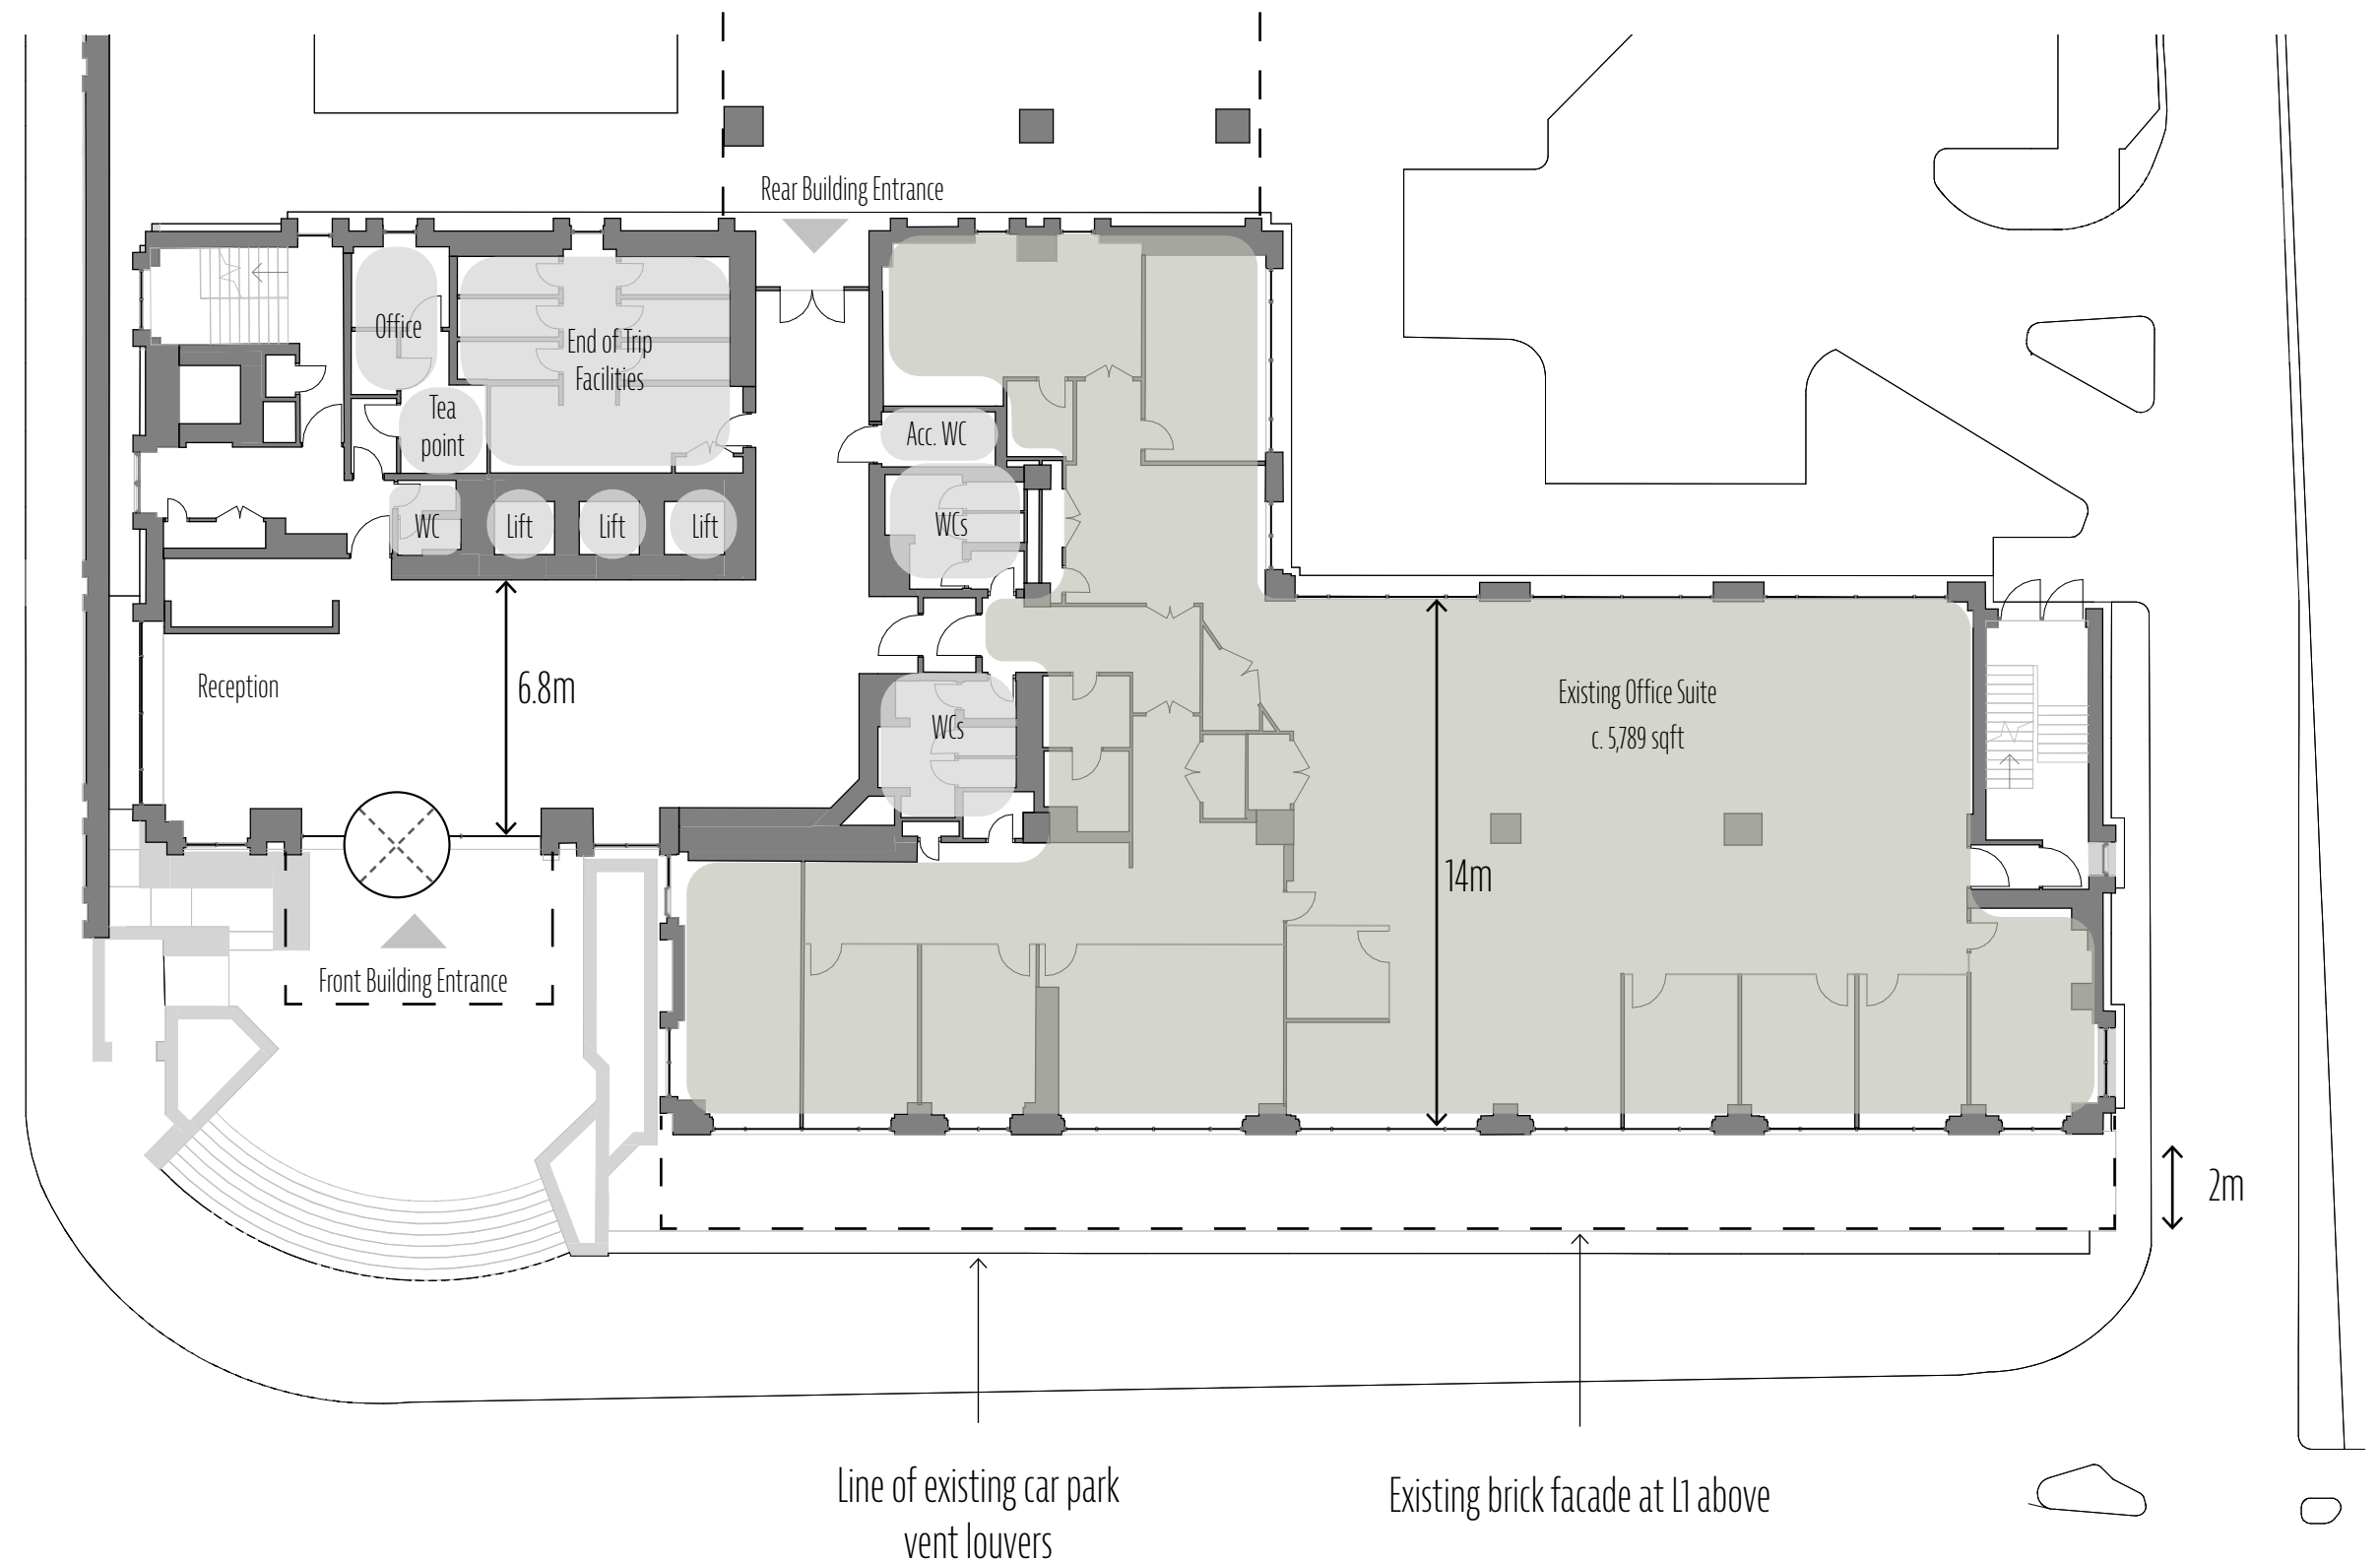 Rear Building Entrance
Office
End of Trip
Facilities
Tea
point
Acc. WC
WC
Lift
Lift
Lift
WCs
Reception
6.8m
WCs
Existing Office Suite
c. 5,789 sqft
14m
Front Building Entrance
2m
Line of existing car park
vent louvers
Existing brick facade at L1 above